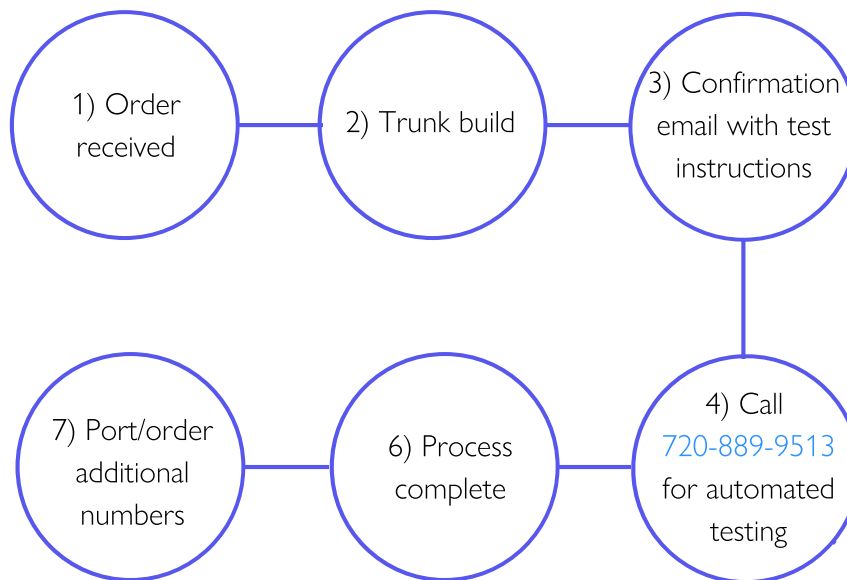 1) Order
received
2) Trunk build
3) Confirmation
email with test
instructions
4) Call
720-889-9513
for automated
testing
6) Process
complete
7) Port/order
additional
numbers